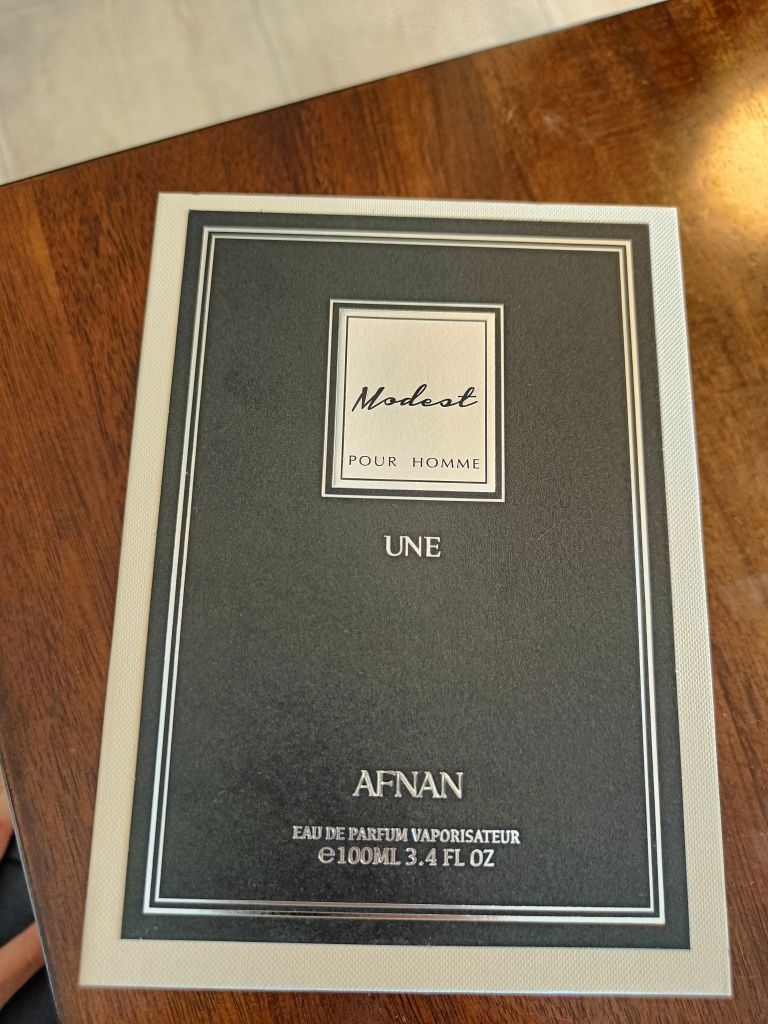 Modest
POUR HOMME
UNE
AFNAN
EAU DE PARFUM VAPORISATEUR
℮100ML 3.4 FL OZ